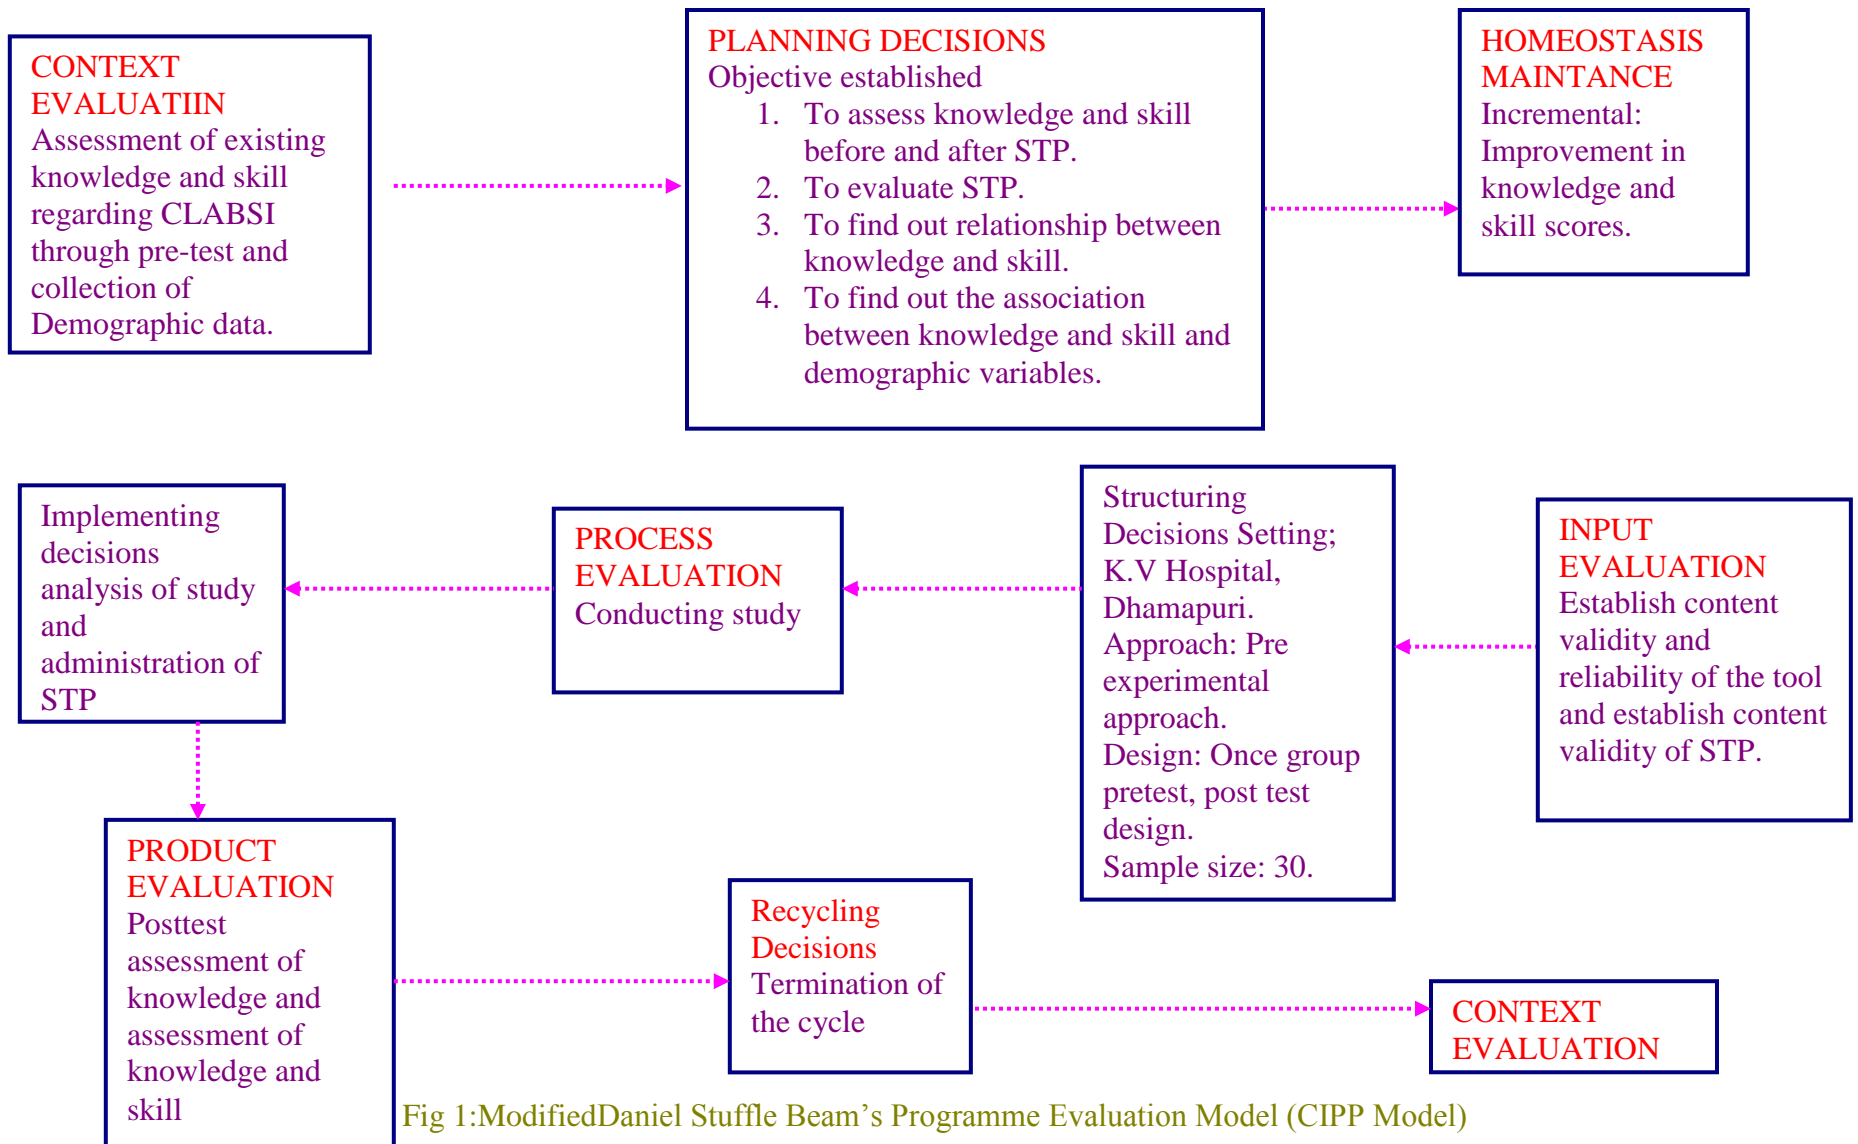 CONTEXT
EVALUATIIN
Assessment of existing
knowledge and skill
regarding CLABSI
through pre-test and
collection of
Demographic data.
PLANNING DECISIONS
Objective established
1. To assess knowledge and skill
before and after STP.
2. To evaluate STP.
3. To find out relationship between
knowledge and skill.
4. To find out the association
between knowledge and skill and
demographic variables.
HOMEOSTASIS
MAINTANCE
Incremental:
Improvement in
knowledge and
skill scores.
INPUT
EVALUATION
Establish content
validity and
reliability of the tool
and establish content
validity of STP.
Structuring
Decisions Setting;
K.V Hospital,
Dhamapuri.
Approach: Pre
experimental
approach.
Design: Once group
pretest, post test
design.
Sample size: 30.
PROCESS
EVALUATION
Conducting study
Implementing
decisions
analysis of study
and
administration of
STP
PRODUCT
EVALUATION
Posttest
assessment of
knowledge and
assessment of
knowledge and
skill
Recycling
Decisions
Termination of
the cycle
CONTEXT
EVALUATION
Fig 1:ModifiedDaniel Stuffle Beam’s Programme Evaluation Model (CIPP Model)